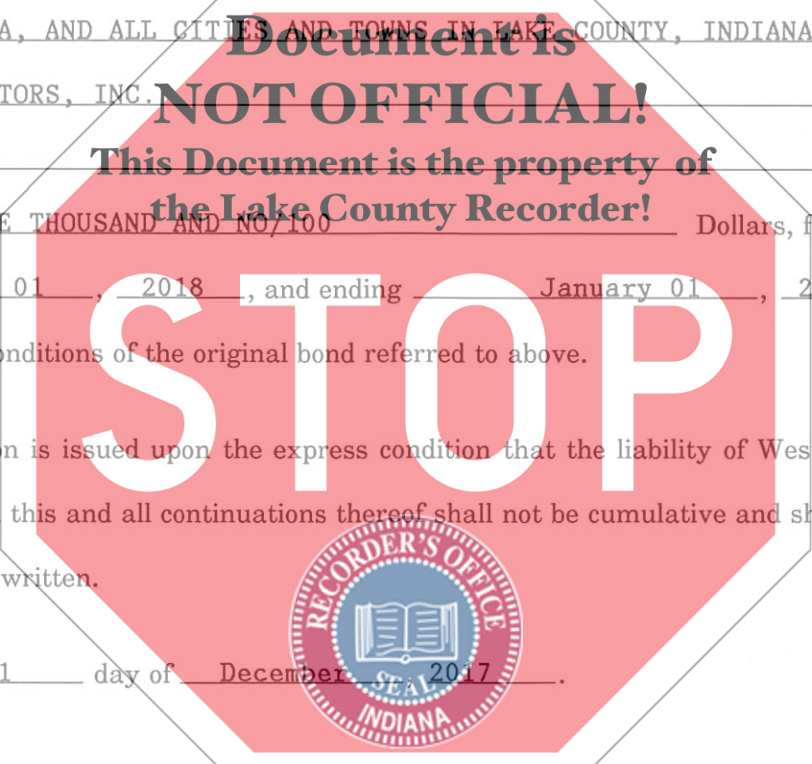 A, AND ALL CITIES AND TOWNS IN LAKE COUNTY, INDIANA
Document is
TORS, INC.
NOT OFFICIAL!
This Document is the property of
the Lake County Recorder!
E THOUSAND AND NO/100 Dollars, f
01, 2018, and ending January 01, 2
STOP
onditions of the original bond referred to above.
n is issued upon the express condition that the liability of Wes
this and all continuations thereof shall not be cumulative and sh
written.
RECORDER'S OFFICE
SEAL
INDIANA
1 day of December, 2017.